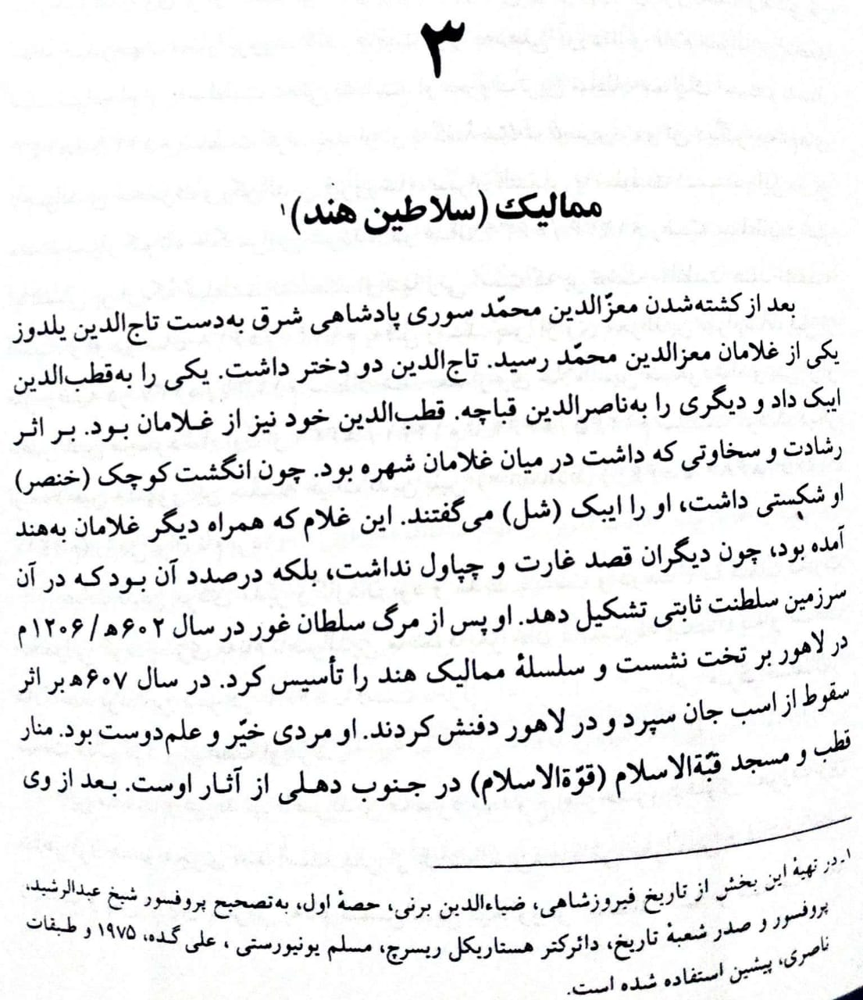 ۳
ممالیک (سلاطین هند)۱
بعد از کشته‌شدن معزّالدین محمّد سوری پادشاهی شرق به‌دست تاج‌الدین یلدوز
یکی از غلامان معزالدین محمّد رسید. تاج‌الدین دو دختر داشت. یکی را به‌قطب‌الدین
ایبک داد و دیگری را به‌ناصرالدین قباچه. قطب‌الدین خود نیز از غلامان بود. بر اثر
رشادت و سخاوتی که داشت در میان غلامان شهره بود. چون انگشت کوچک (خنصر)
او شکستی داشت، او را ایبک (شل) می‌گفتند. این غلام که همراه دیگر غلامان به‌هند
آمده بود، چون دیگران قصد غارت و چپاول نداشت، بلکه درصدد آن بود که در آن
سرزمین سلطنت ثابتی تشکیل دهد. او پس از مرگ سلطان غور در سال ۶۰۲ه‍/۱۲۰۶م
در لاهور بر تخت نشست و سلسلهٔ ممالیک هند را تأسیس کرد. در سال ۶۰۷ه‍ بر اثر
سقوط از اسب جان سپرد و در لاهور دفنش کردند. او مردی خیّر و علم‌دوست بود. منار
قطب و مسجد قبّةالاسلام (قوّةالاسلام) در جنوب دهلی از آثار اوست. بعد از وی
۱ـ در تهیهٔ این بخش از تاریخ فیروزشاهی، ضیاءالدین برنی، حصهٔ اول، به‌تصحیح پروفسور شیخ عبدالرشید،
پروفسور و صدر شعبهٔ تاریخ، دائرکتر هستاریکل ریسرچ، مسلم یونیورستی، علی گده، ۱۹۷۵ و طبقات
ناصری، پیشین استفاده شده است.